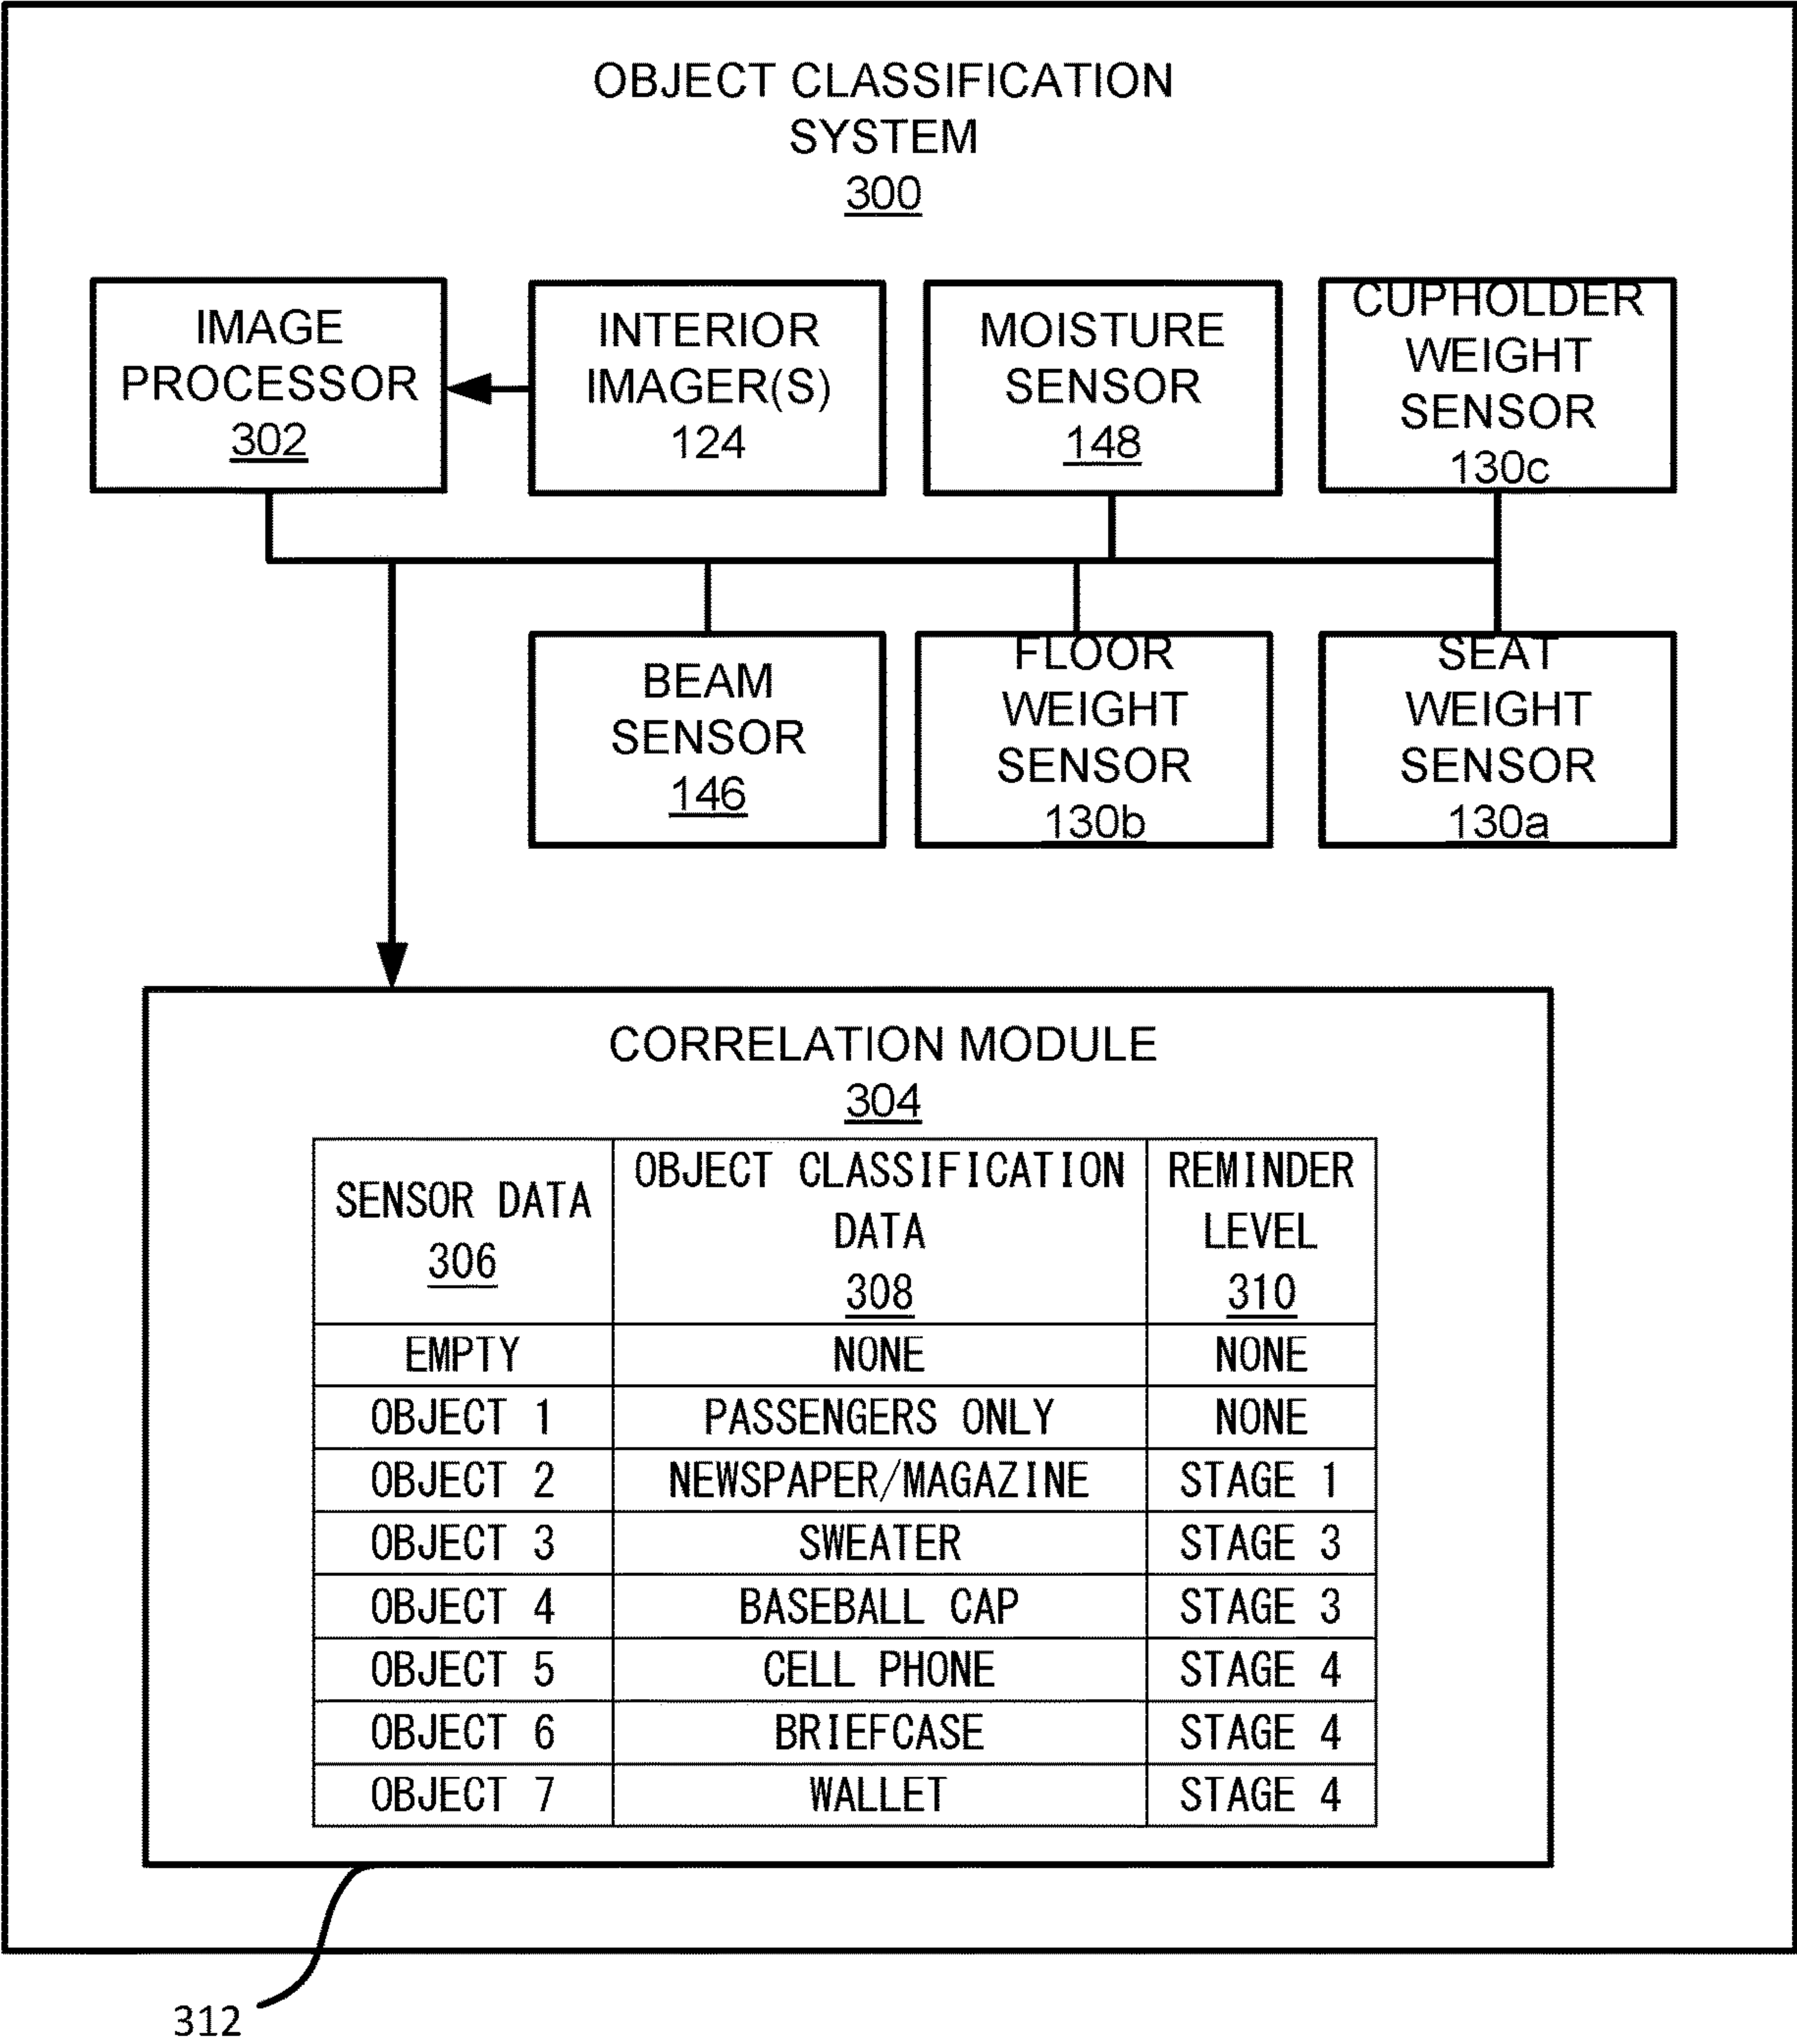 OBJECT CLASSIFICATION
SYSTEM
300
IMAGE
PROCESSOR
302
INTERIOR
IMAGER(S)
124
MOISTURE
SENSOR
148
CUPHOLDER
WEIGHT
SENSOR
130c
BEAM
SENSOR
146
FLOOR
WEIGHT
SENSOR
130b
SEAT
WEIGHT
SENSOR
130a
CORRELATION MODULE
304
SENSOR DATA
306
OBJECT CLASSIFICATION
DATA
308
REMINDER
LEVEL
310
EMPTY NONE NONE
OBJECT 1 PASSENGERS ONLY NONE
OBJECT 2 NEWSPAPER/MAGAZINE STAGE 1
OBJECT 3 SWEATER STAGE 3
OBJECT 4 BASEBALL CAP STAGE 3
OBJECT 5 CELL PHONE STAGE 4
OBJECT 6 BRIEFCASE STAGE 4
OBJECT 7 WALLET STAGE 4
312